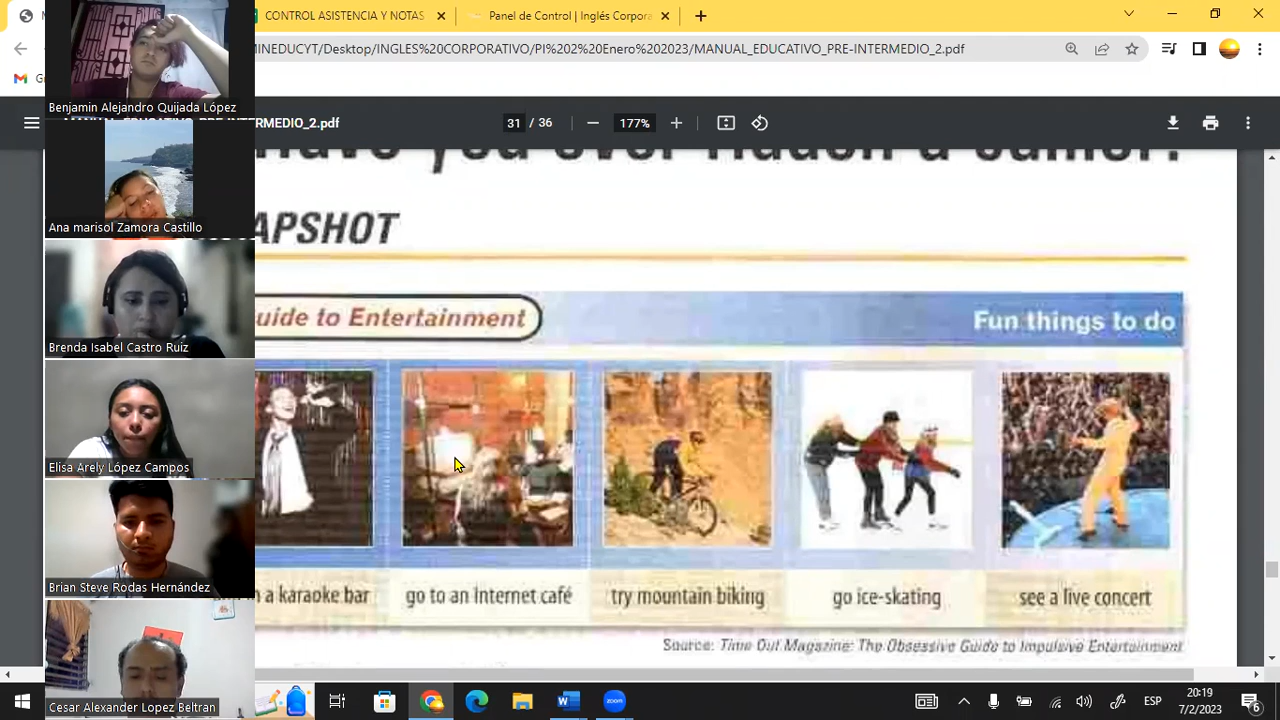 CONTROL ASISTENCIA Y NOTAS
Panel de Control | Inglés Corpora
MINEDUCYT/Desktop/INGLES%20CORPORATIVO/PI%202%20Enero%202023/MANUAL_EDUCATIVO_PRE-INTERMEDIO_2.pdf
Benjamin Alejandro Quijada López
31 / 36
177%
Ana marisol Zamora Castillo
APSHOT
Brenda Isabel Castro Ruiz
uide to Entertainment
Fun things to do
Elisa Arely López Campos
Brian Steve Rodas Hernández
a karaoke bar
go to an Internet café
try mountain biking
go ice-skating
see a live concert
Source: Time Out Magazine: The Obsessive Guide to Impulsive Entertainment
Cesar Alexander Lopez Beltran
ESP
20:19
7/2/2023
6